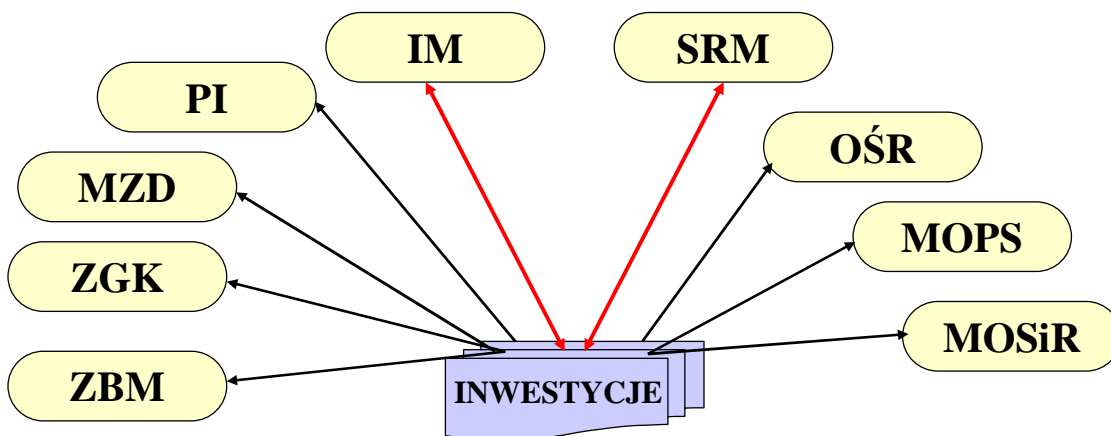 IM
SRM
PI
OŚR
MZD
MOPS
ZGK
MOSiR
ZBM
INWESTYCJE